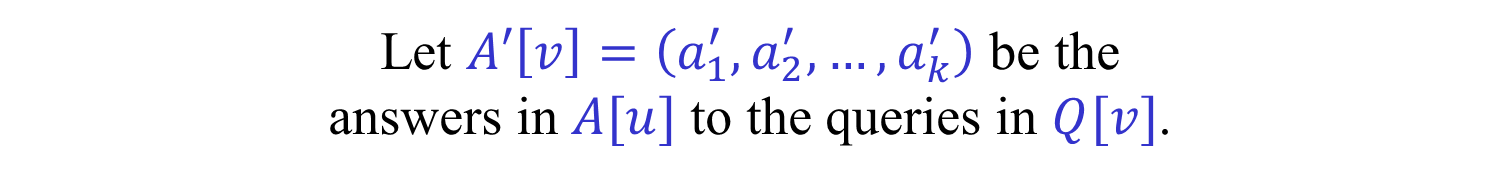 Let A′[v] = (a′₁, a′₂, … , a′ₖ) be the
answers in A[u] to the queries in Q[v].